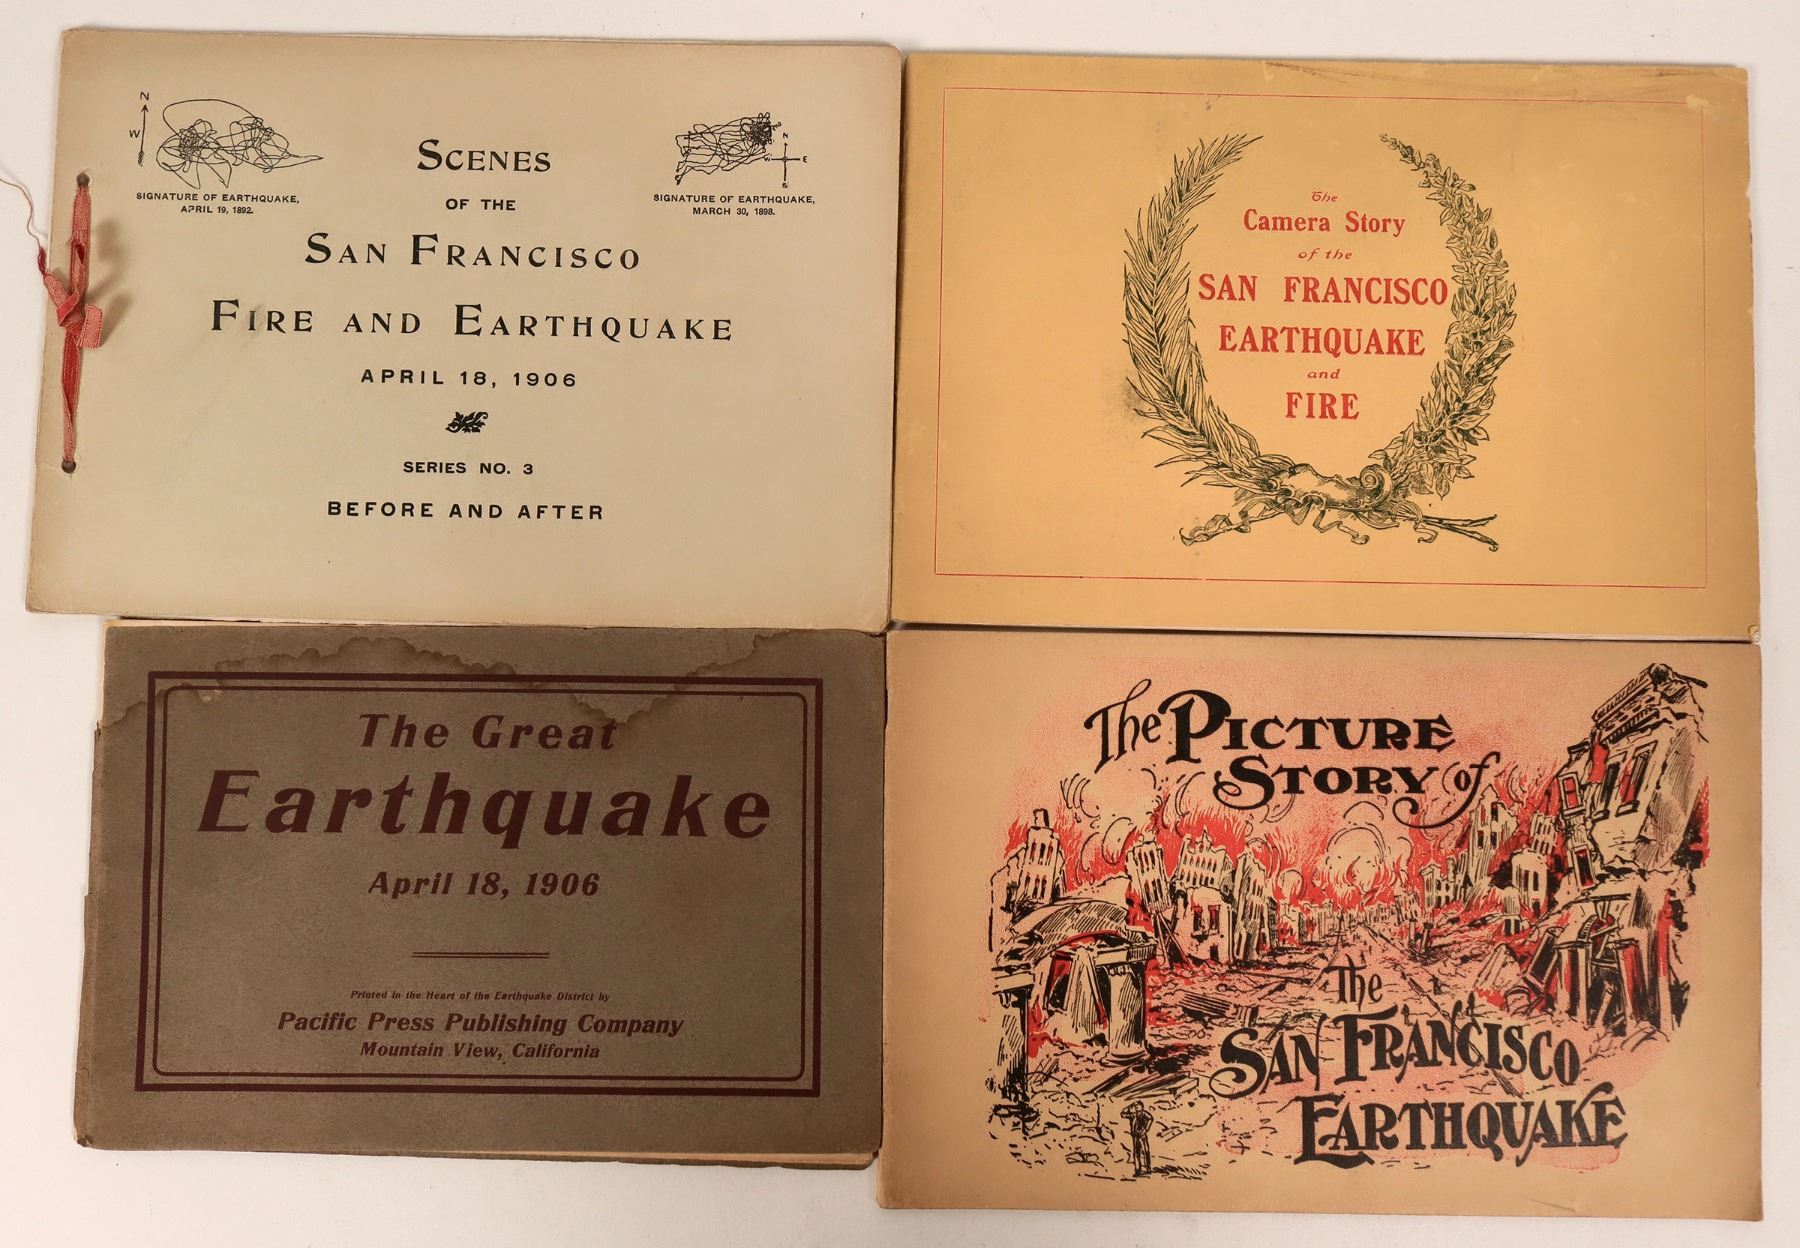 N
W
SIGNATURE OF EARTHQUAKE,
APRIL 19, 1892.
SCENES
OF THE
SAN FRANCISCO
FIRE AND EARTHQUAKE
APRIL 18, 1906
SERIES NO. 3
BEFORE AND AFTER
N
W
E
S
SIGNATURE OF EARTHQUAKE,
MARCH 30, 1898.
The
Camera Story
of the
SAN FRANCISCO
EARTHQUAKE
and
FIRE
The Great
Earthquake
April 18, 1906
Printed in the Heart of the Earthquake District by
Pacific Press Publishing Company
Mountain View, California
The PICTURE
STORY of
The
SAN FRANCISCO
EARTHQUAKE